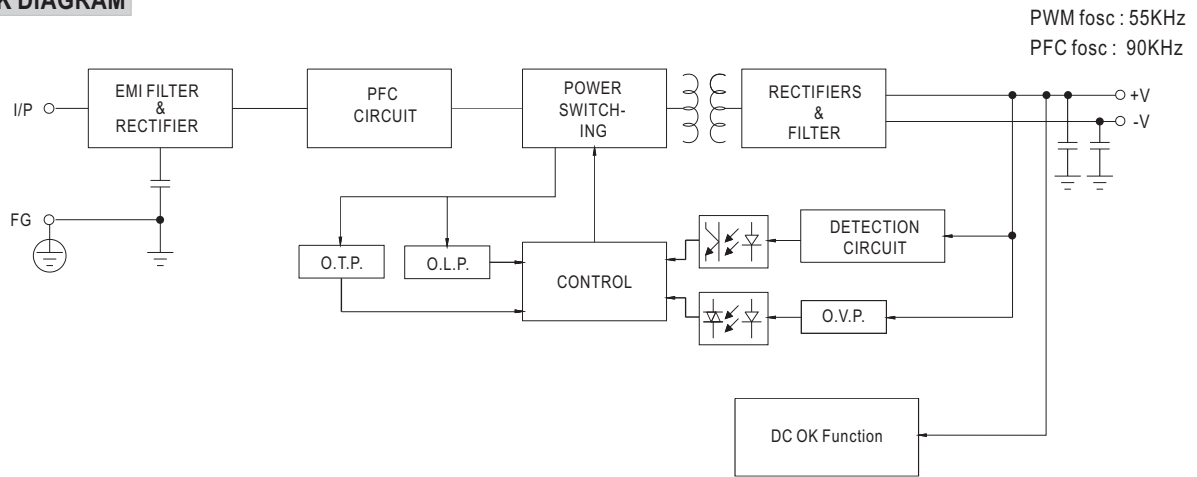 K DIAGRAM
PWM fosc : 55KHz
PFC fosc : 90KHz
I/P
EMI FILTER
&
RECTIFIER
PFC
CIRCUIT
POWER
SWITCH-
ING
RECTIFIERS
&
FILTER
+V
-V
FG
O.T.P.
O.L.P.
CONTROL
DETECTION
CIRCUIT
O.V.P.
DC OK Function